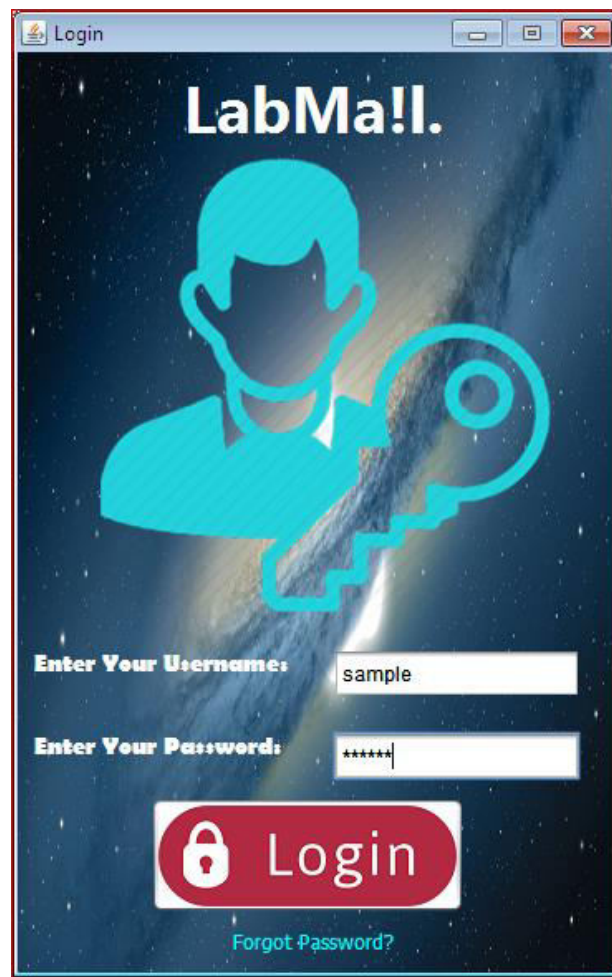 Login
LabMa!l.
Enter Your Username:
sample
Enter Your Password:
******
Login
Forgot Password?